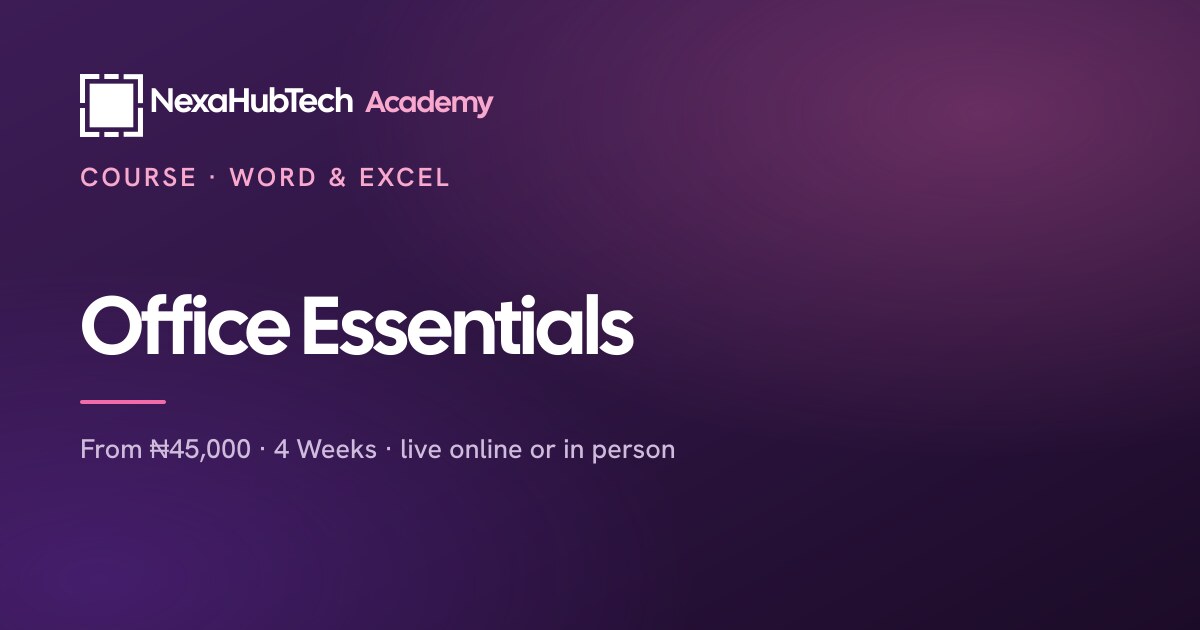 NexaHubTech Academy
COURSE · WORD & EXCEL
Office Essentials
From ₦45,000 · 4 Weeks · live online or in person